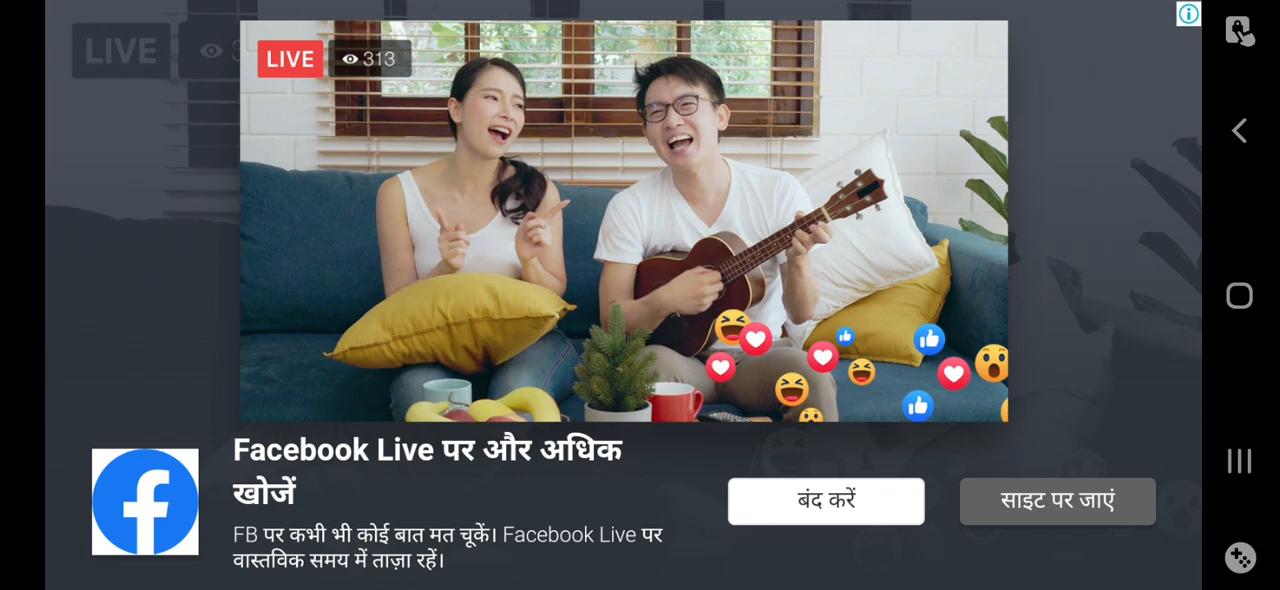 LIVE
313
Facebook Live पर और अधिक
खोजें
FB पर कभी भी कोई बात मत चूकें। Facebook Live पर
वास्तविक समय में ताज़ा रहें।
बंद करें
साइट पर जाएं
LIVE